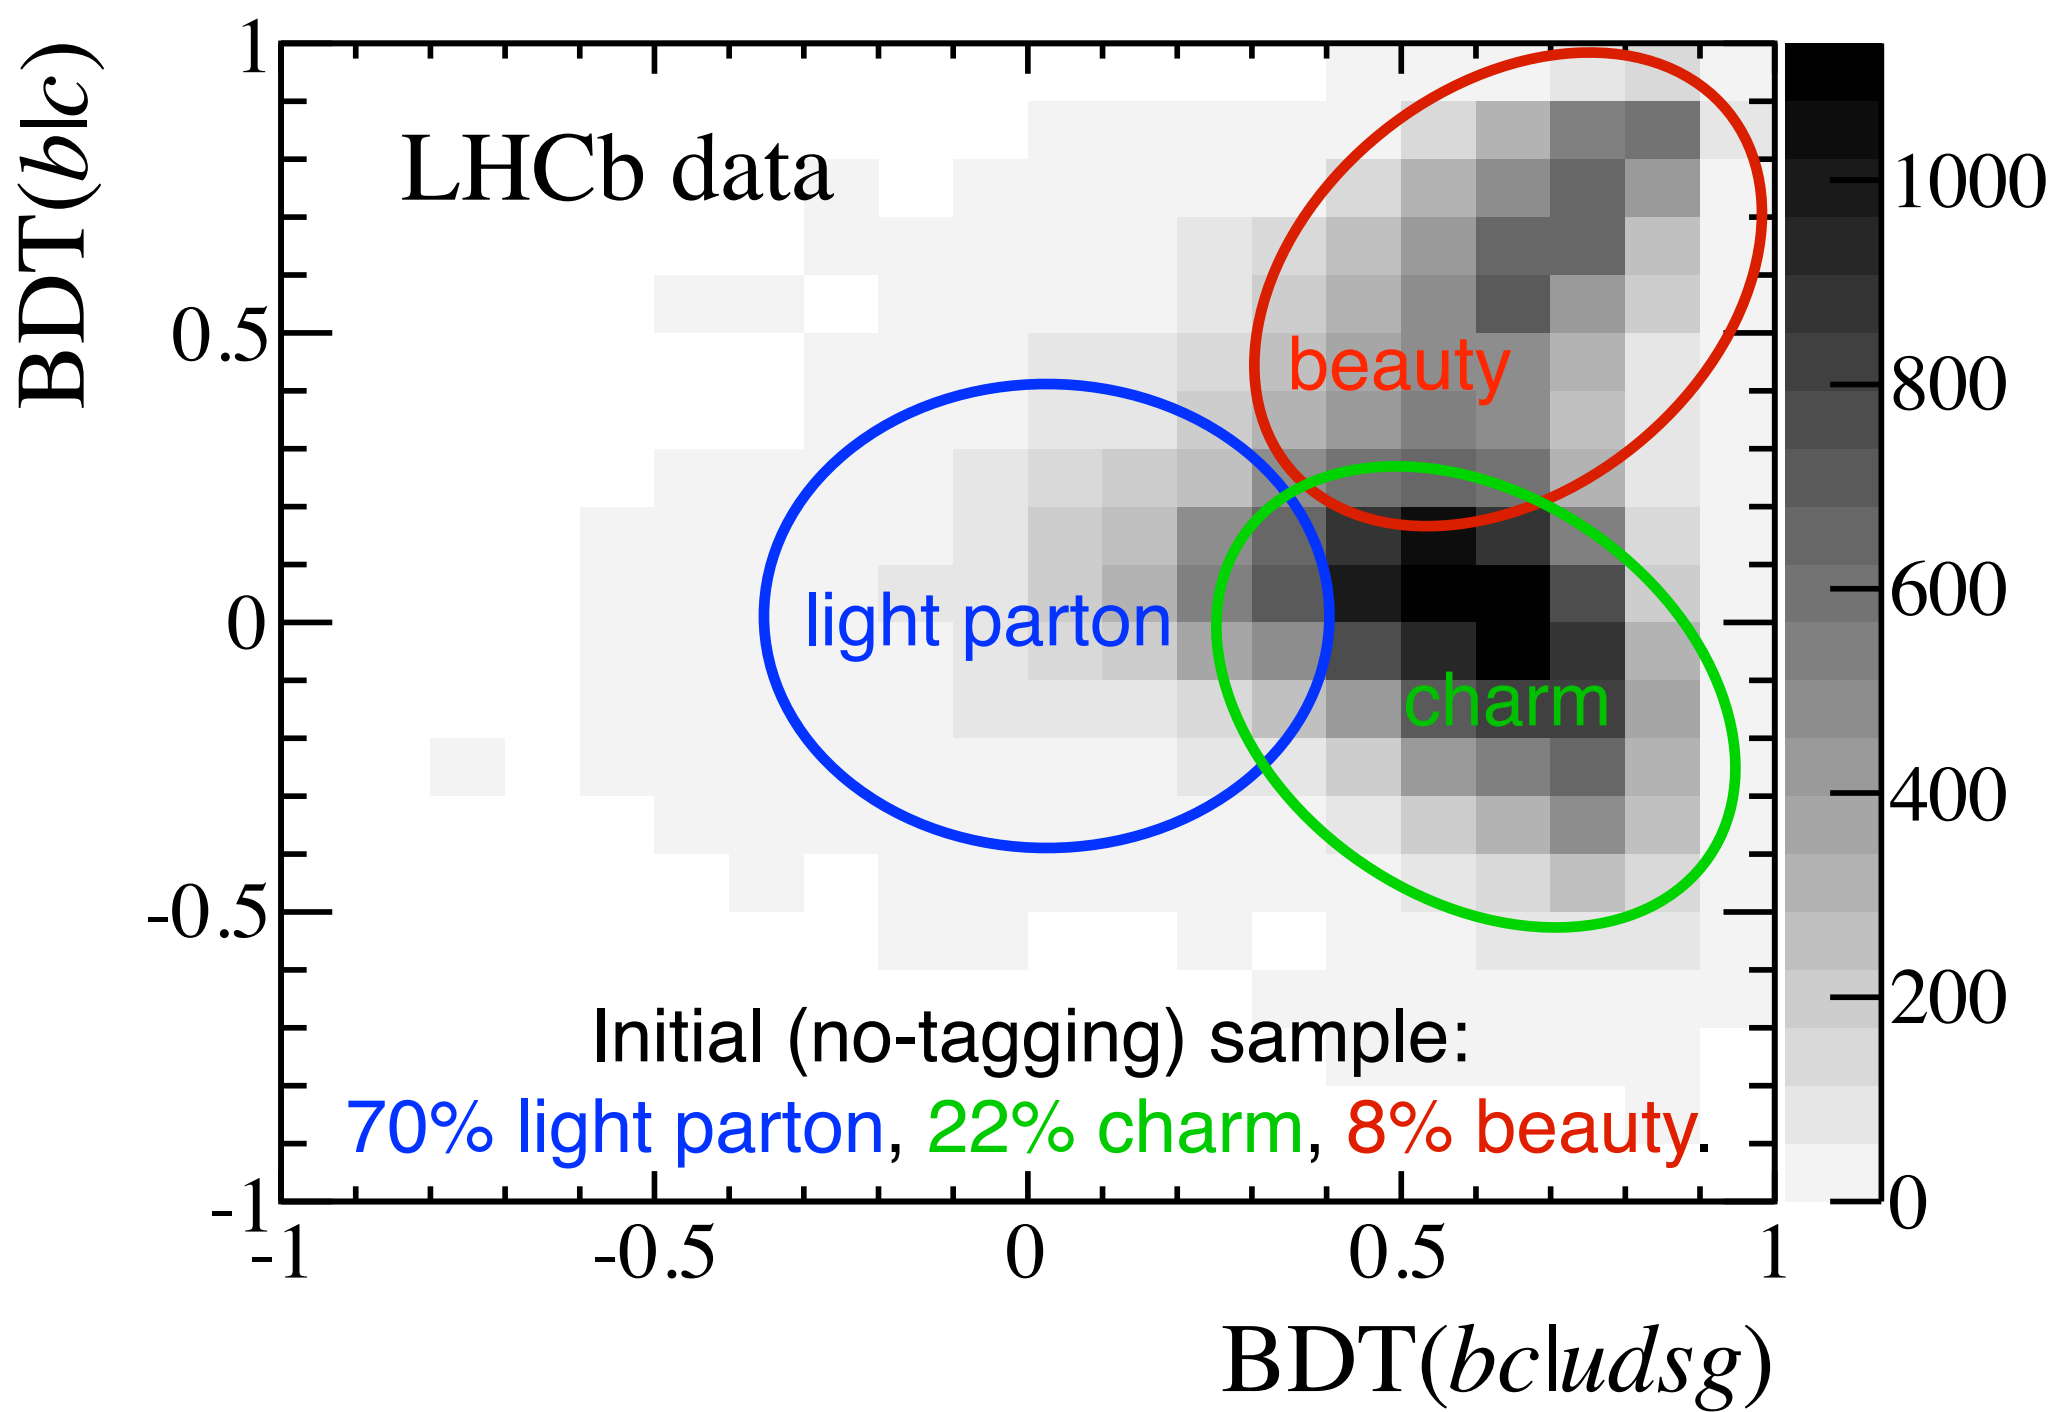 BDT(b|c)
1
0.5
0
-0.5
-1
LHCb data
beauty
light parton
charm
Initial (no-tagging) sample:
70% light parton, 22% charm, 8% beauty.
-1 -0.5 0 0.5 1
BDT(bc|udsg)
1000
800
600
400
200
0